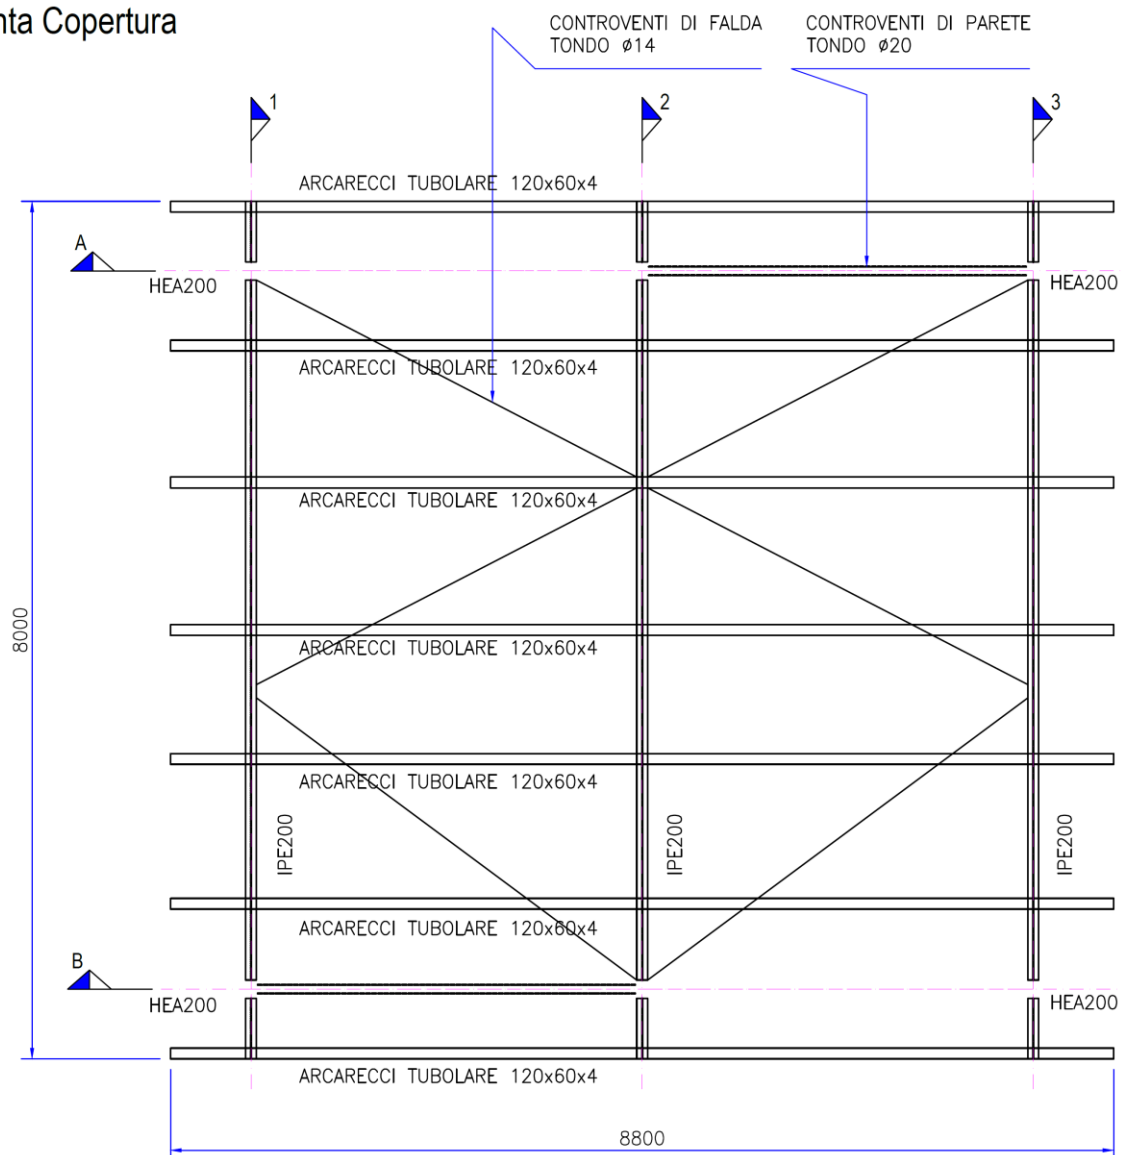 nta Copertura
CONTROVENTI DI FALDA
TONDO ø14
CONTROVENTI DI PARETE
TONDO ø20
1
2
3
ARCARECCI TUBOLARE 120x60x4
A
HEA200
HEA200
ARCARECCI TUBOLARE 120x60x4
ARCARECCI TUBOLARE 120x60x4
8000
ARCARECCI TUBOLARE 120x60x4
ARCARECCI TUBOLARE 120x60x4
IPE200
IPE200
IPE200
ARCARECCI TUBOLARE 120x60x4
B
HEA200
HEA200
ARCARECCI TUBOLARE 120x60x4
8800